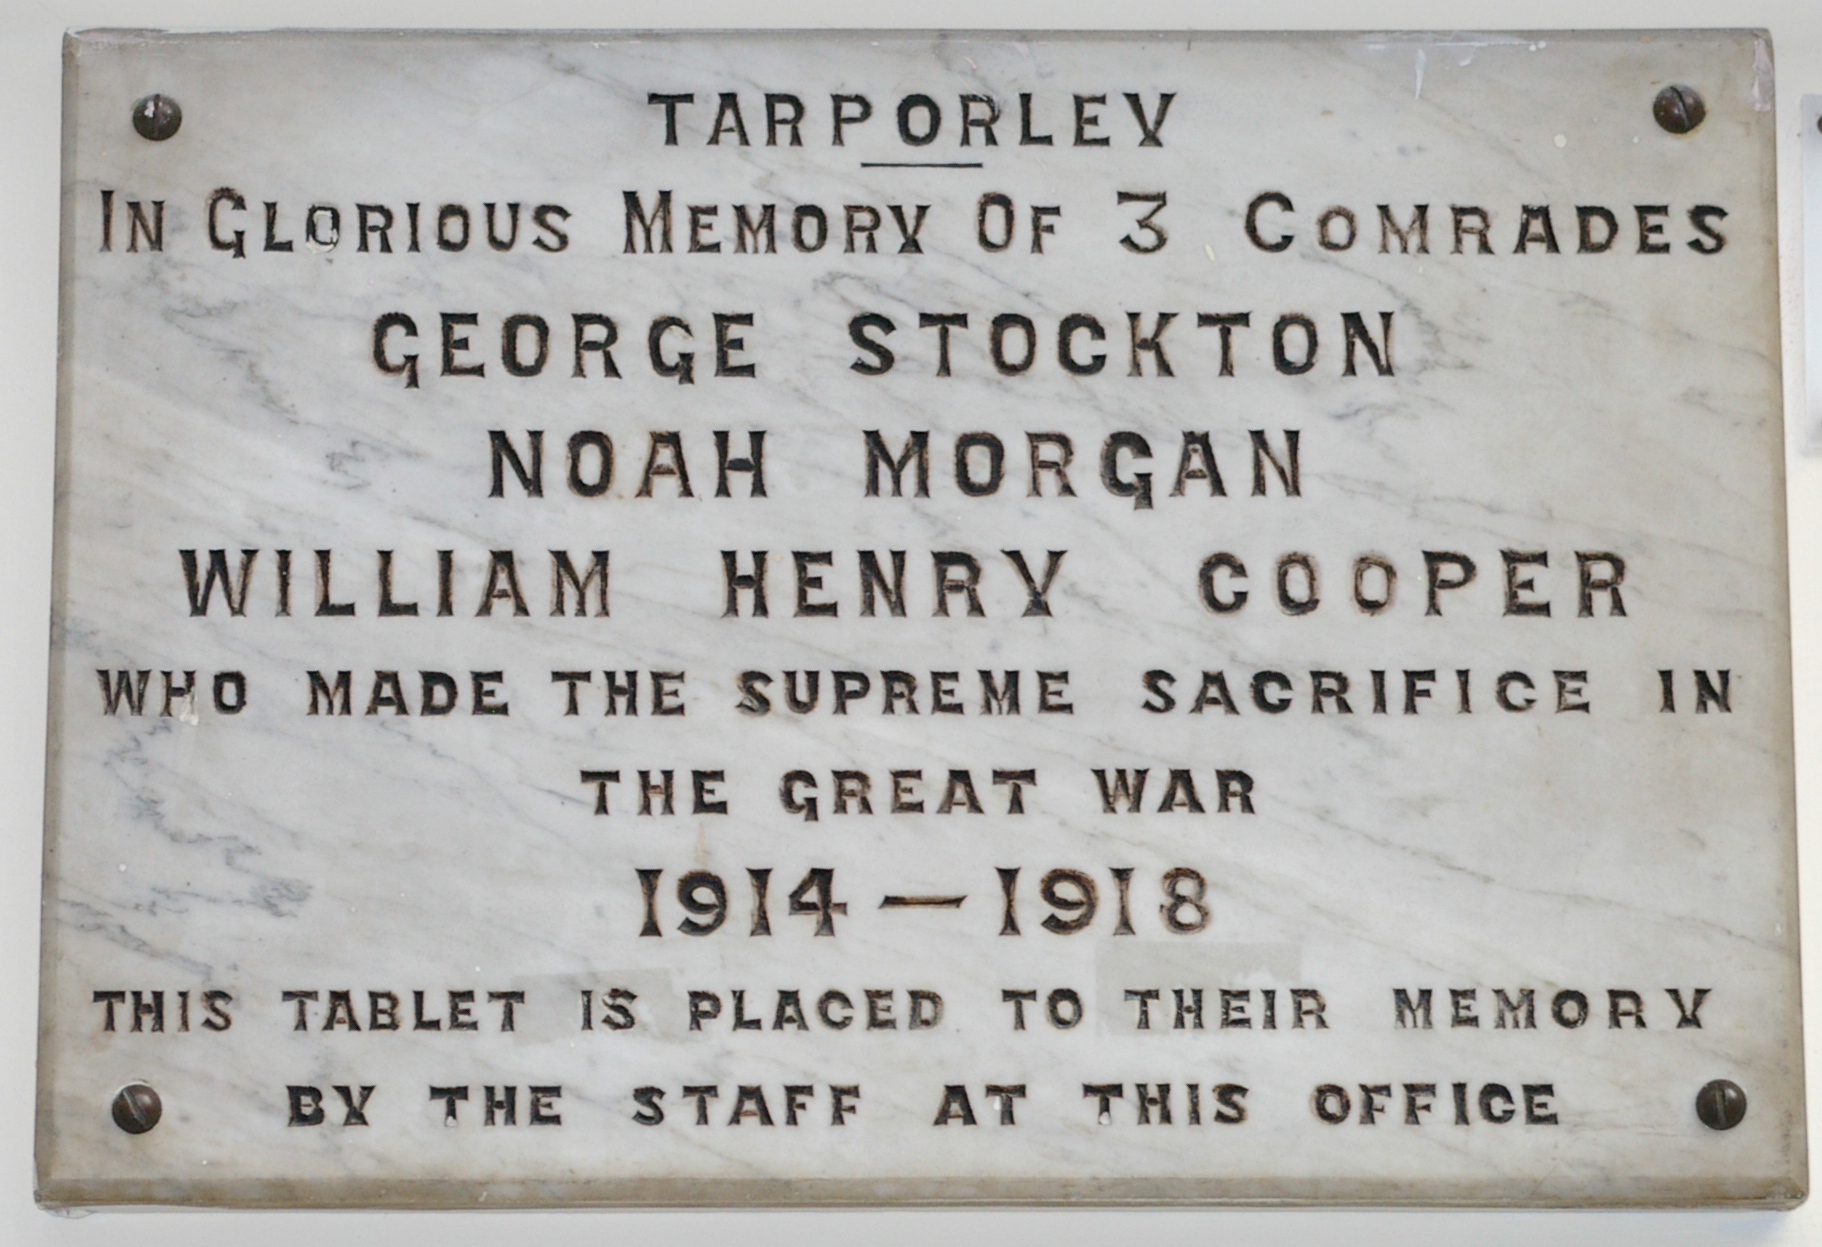 TARPORLEY
IN GLORIOUS MEMORY OF 3 COMRADES
GEORGE STOCKTON
NOAH MORGAN
WILLIAM HENRY COOPER
WHO MADE THE SUPREME SACRIFICE IN
THE GREAT WAR
1914 — 1918
THIS TABLET IS PLACED TO THEIR MEMORY
BY THE STAFF AT THIS OFFICE